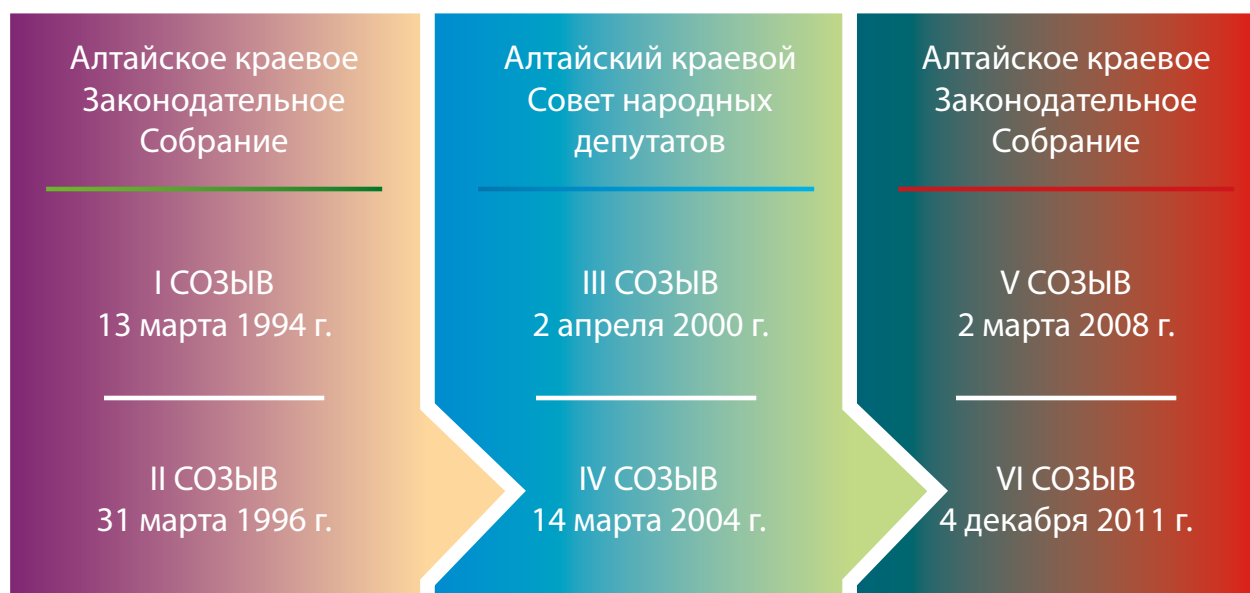 Алтайское краевое
Законодательное
Собрание
I СОЗЫВ
13 марта 1994 г.
II СОЗЫВ
31 марта 1996 г.
Алтайский краевой
Совет народных
депутатов
III СОЗЫВ
2 апреля 2000 г.
IV СОЗЫВ
14 марта 2004 г.
Алтайское краевое
Законодательное
Собрание
V СОЗЫВ
2 марта 2008 г.
VI СОЗЫВ
4 декабря 2011 г.